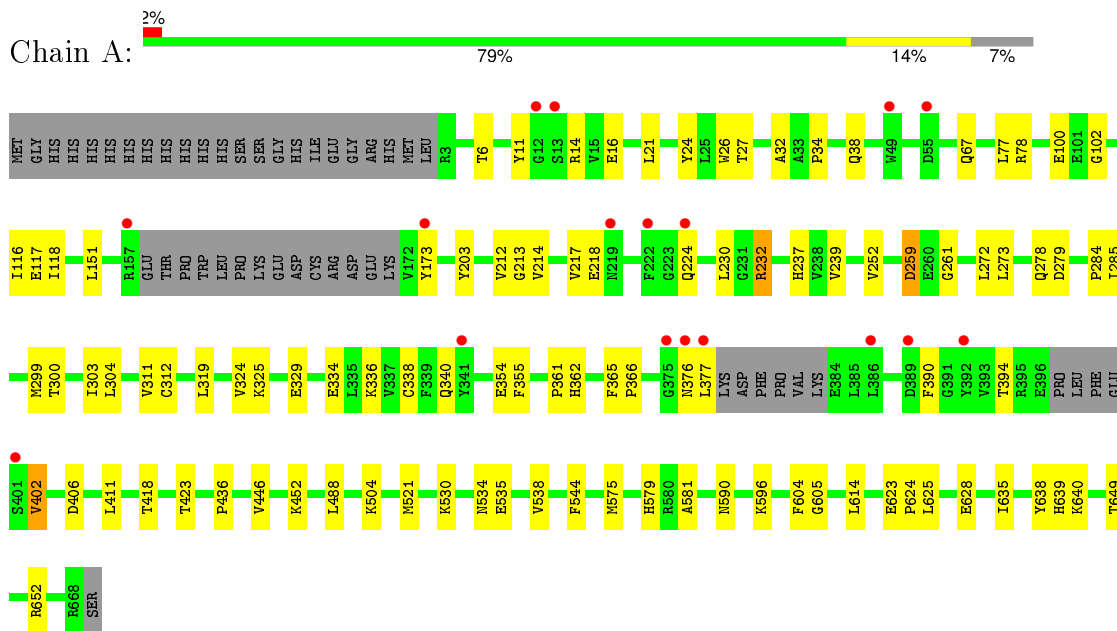 Chain A:
2%
79%
14%
7%
MET GLY HIS HIS HIS HIS HIS HIS HIS HIS HIS HIS SER SER GLY HIS ILE GLU GLY ARG HIS MET LEU R3 T6 Y11 G12 S13 R14 V15 E16 L21 Y24 L25 W26 T27 A32 A33 P34 Q38 W49 D55 Q67 L77 R78 E100 E101 G102
I116 E117 I118 L151 R157 GLU THR PRO TRP LEU PRO LYS GLU ASP CYS ARG ASP GLU LYS V172 Y173 Y203 V212 G213 V214 V217 E218 N219 F222 G223 Q224 L230 G231 R232 H237 V238 V239 V252 D259 E260 G261 L272 L273 Q278 D279 P284
M299 T300 I303 L304 V311 C312 L319 V324 K325 E329 E334 L335 K336 V337 C338 F339 Q340 Y341 E354 F355 P361 H362 F365 P366 G375 N376 L377 LYS ASP PHE PRO VAL LYS E384 L385 L386 D389 F390 G391 Y392 V393 T394 R395 E396 PRO LEU PHE GLU
S401 V402 D406 L411 T418 T423 P436 V446 K452 L488 K504 M521 K530 N534 E535 V538 F544 M575 H579 R580 A581 N590 K596 F604 G605 L614 E623 P624 L625 E628 I635 Y638 H639 K640 T649
R652 R668 SER